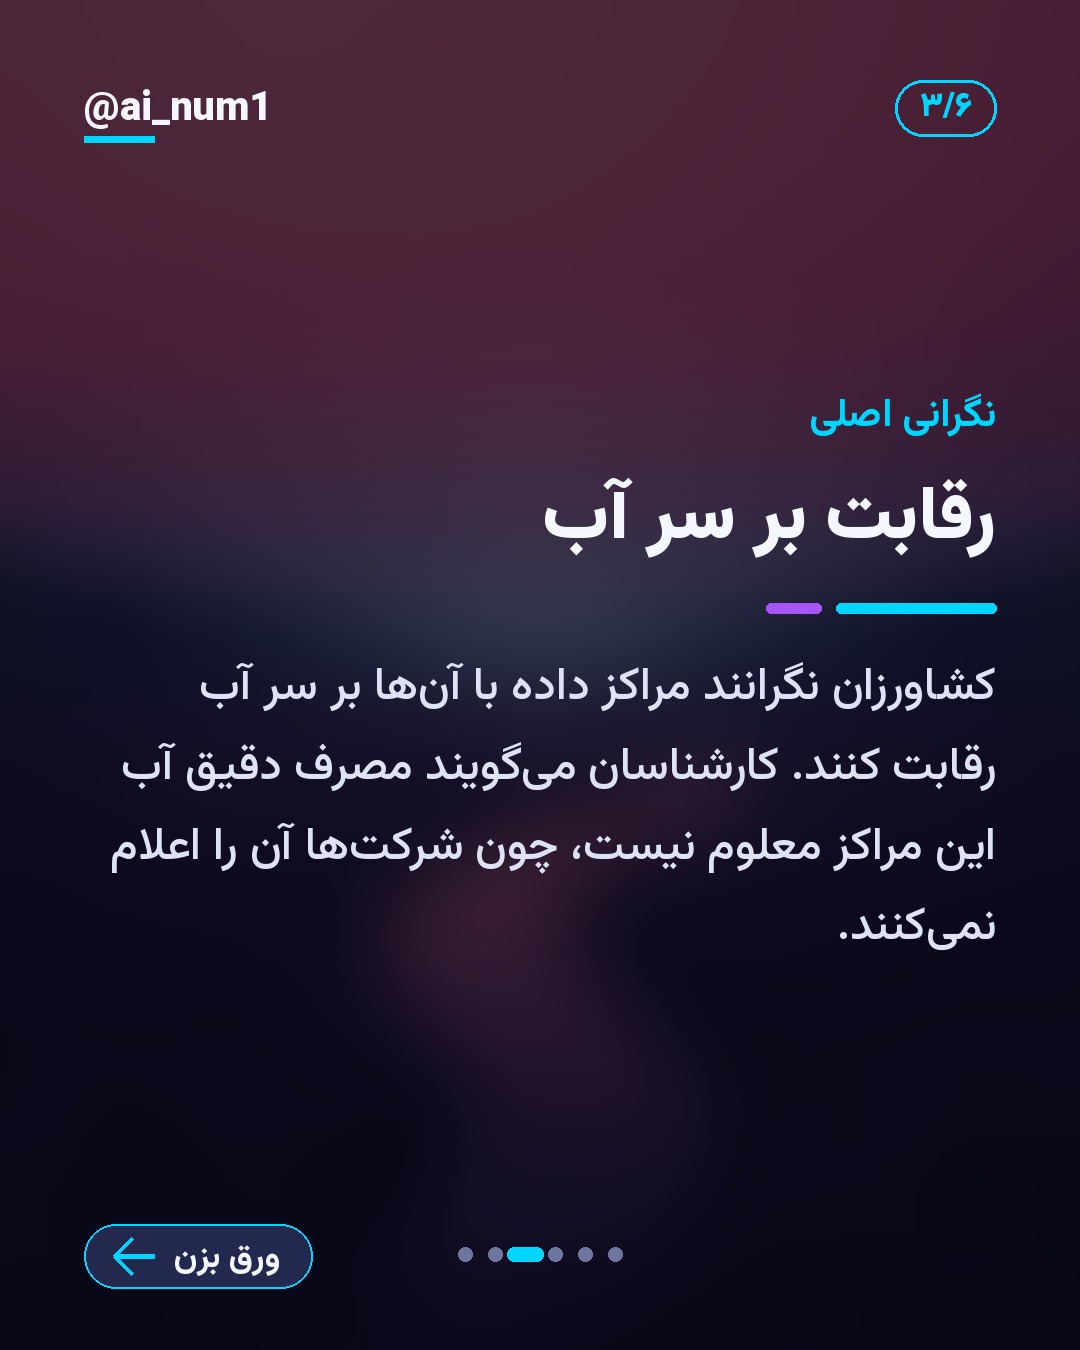 @ai_num1
۳/۶
نگرانی اصلی
رقابت بر سر آب
کشاورزان نگرانند مراکز داده با آن‌ها بر سر آب
رقابت کنند. کارشناسان می‌گویند مصرف دقیق آب
این مراکز معلوم نیست، چون شرکت‌ها آن را اعلام
نمی‌کنند.
ورق بزن